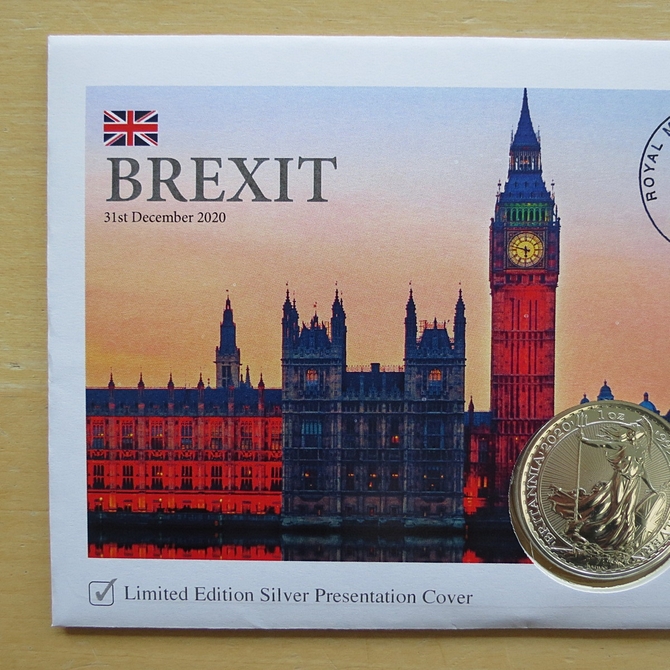 BREXIT
31st December 2020
ROYAL
BRITANNIA 2020
1 oz
Limited Edition Silver Presentation Cover